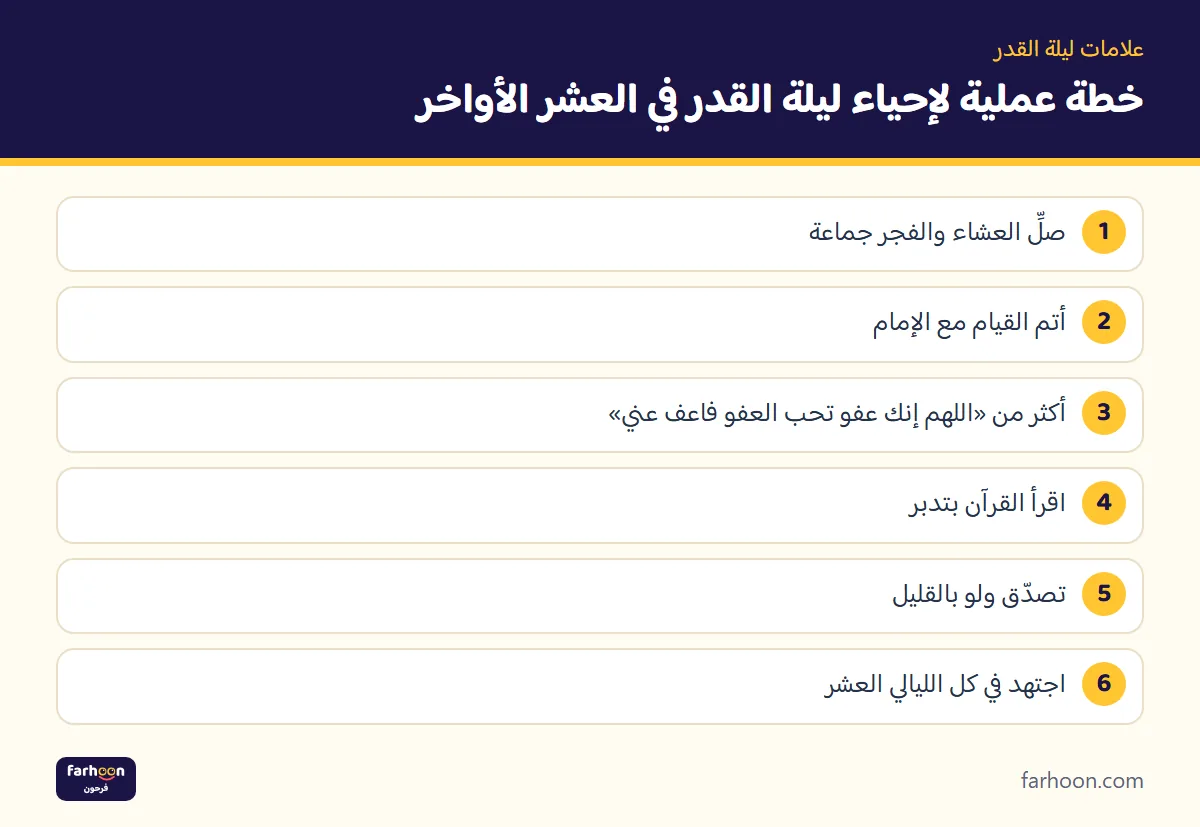 علامات ليلة القدر
خطة عملية لإحياء ليلة القدر في العشر الأواخر
1 صلِّ العشاء والفجر جماعة
2 أتم القيام مع الإمام
3 أكثر من «اللهم إنك عفو تحب العفو فاعف عني»
4 اقرأ القرآن بتدبر
5 تصدّق ولو بالقليل
6 اجتهد في كل الليالي العشر
farhoon.com
farhoon
فرحون